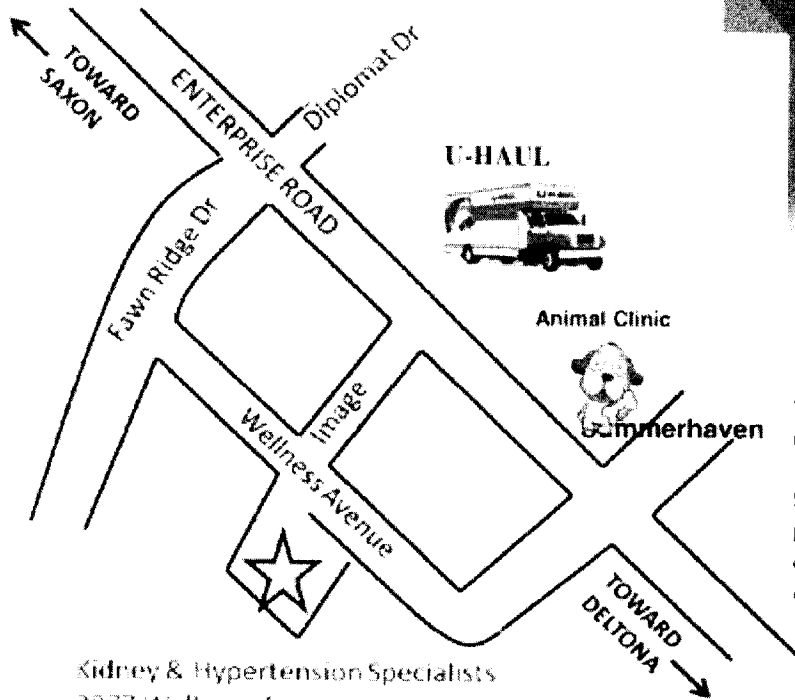 TOWARD
SAXON
ENTERPRISE ROAD
Diplomat Dr
U-HAUL
Fawn Ridge Dr
Animal Clinic
Image
Summerhaven
Wellness Avenue
TOWARD
DELTONA
Kidney & Hypertension Specialists